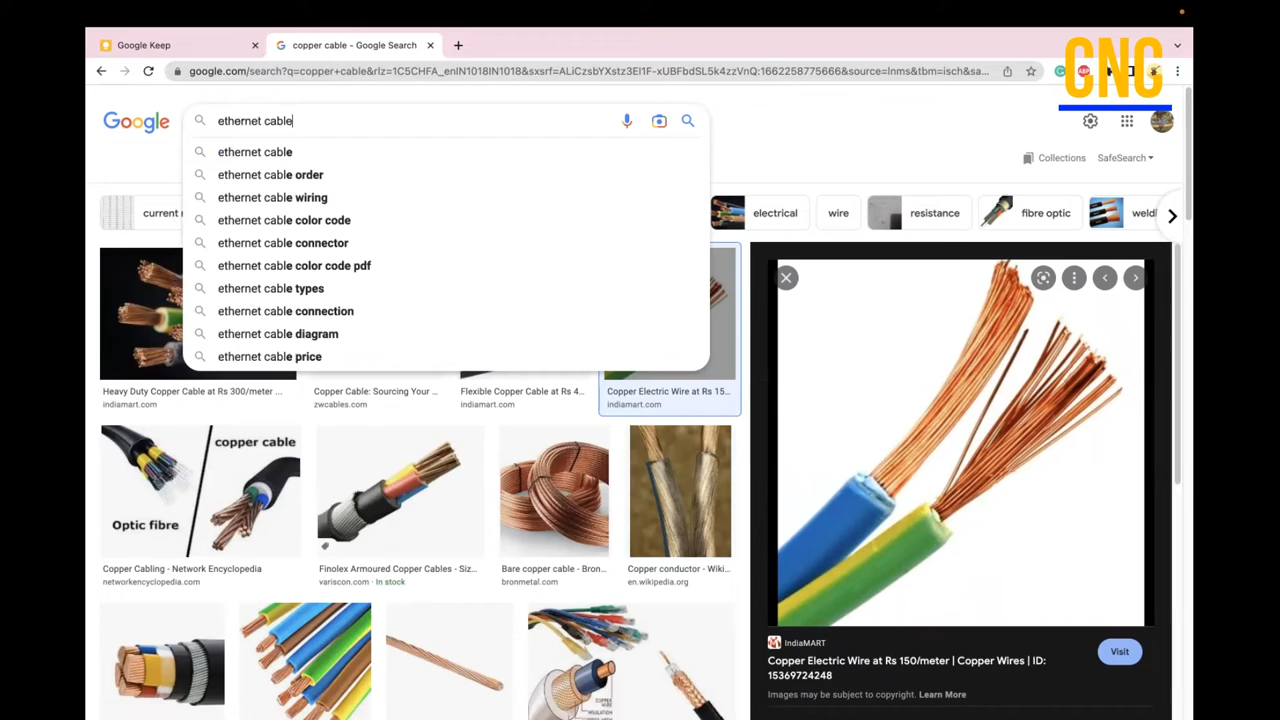 Google Keep
copper cable - Google Search
google.com/search?q=copper+cable&rlz=1C5CHFA_enIN1018IN1018&sxsrf=ALiCzsbYXstz3EI1F-xUBFbdSL5k4zzVnQ:1662258775666&source=lnms&tbm=isch&sa...
CNC
Google
ethernet cable
Collections
SafeSearch
ethernet cable
ethernet cable order
ethernet cable wiring
ethernet cable color code
ethernet cable connector
ethernet cable color code pdf
ethernet cable types
ethernet cable connection
ethernet cable diagram
ethernet cable price
current
electrical
wire
resistance
fibre optic
weldi
Heavy Duty Copper Cable at Rs 300/meter ...
indiamart.com
Copper Cable: Sourcing Your ...
zwcables.com
Flexible Copper Cable at Rs 4...
indiamart.com
Copper Electric Wire at Rs 15...
indiamart.com
copper cable
Optic fibre
Copper Cabling - Network Encyclopedia
networkencyclopedia.com
Finolex Armoured Copper Cables - Siz...
variscon.com · In stock
Bare copper cable - Bron...
bronmetal.com
Copper conductor - Wiki...
en.wikipedia.org
COPPER
WIRE
INSULATION
IndiaMART
Visit
Copper Electric Wire at Rs 150/meter | Copper Wires | ID:
15369724248
Images may be subject to copyright. Learn More